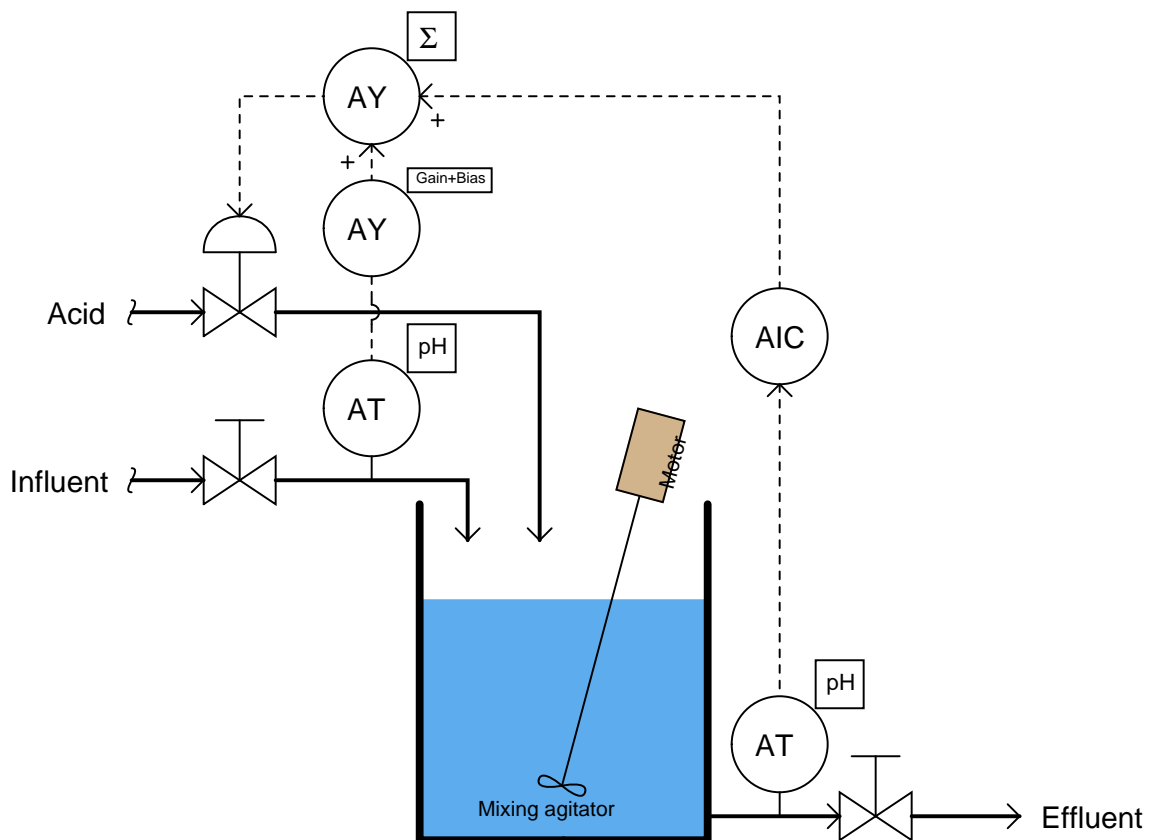 Σ
AY
+
+
Gain+Bias
AY
Acid
pH
AIC
AT
Motor
Influent
pH
AT
Mixing agitator
Effluent